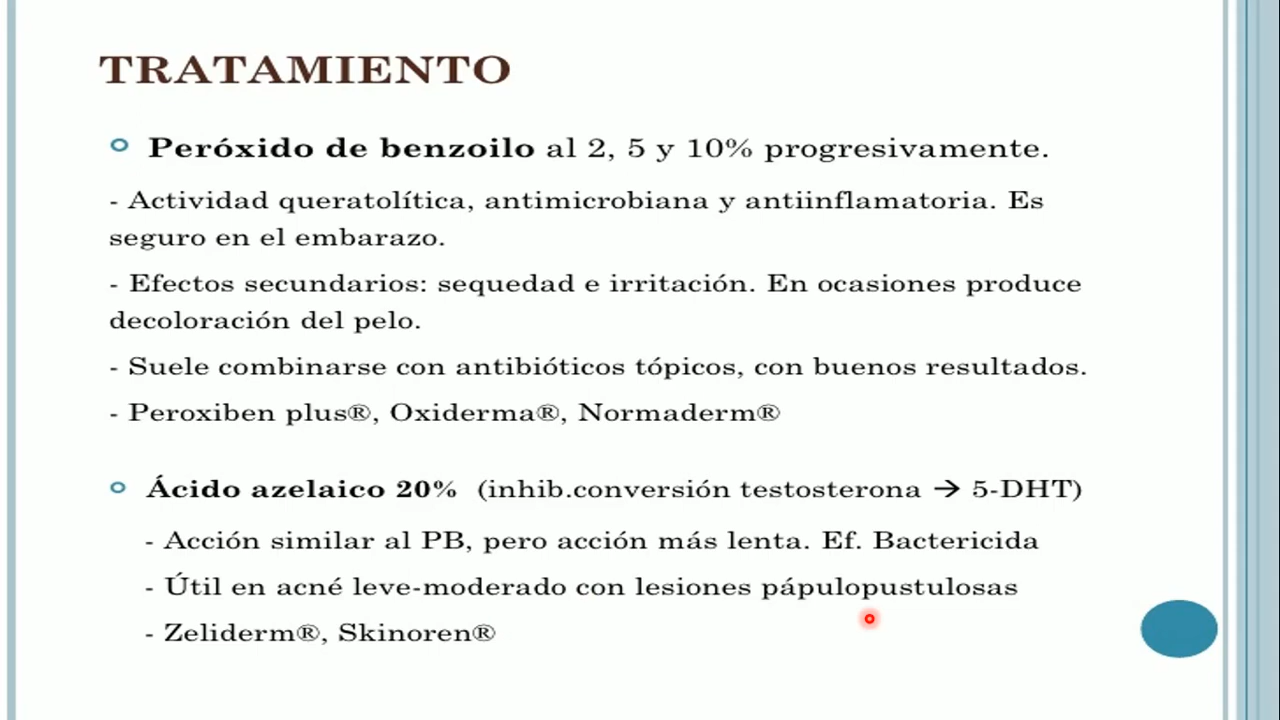 TRATAMIENTO
Peróxido de benzoilo al 2, 5 y 10% progresivamente.
- Actividad queratolítica, antimicrobiana y antiinflamatoria. Es
seguro en el embarazo.
- Efectos secundarios: sequedad e irritación. En ocasiones produce
decoloración del pelo.
- Suele combinarse con antibióticos tópicos, con buenos resultados.
- Peroxiben plus®, Oxiderma®, Normaderm®
Ácido azelaico 20% (inhib.conversión testosterona → 5-DHT)
- Acción similar al PB, pero acción más lenta. Ef. Bactericida
- Útil en acné leve-moderado con lesiones pápulopustulosas
- Zeliderm®, Skinoren®